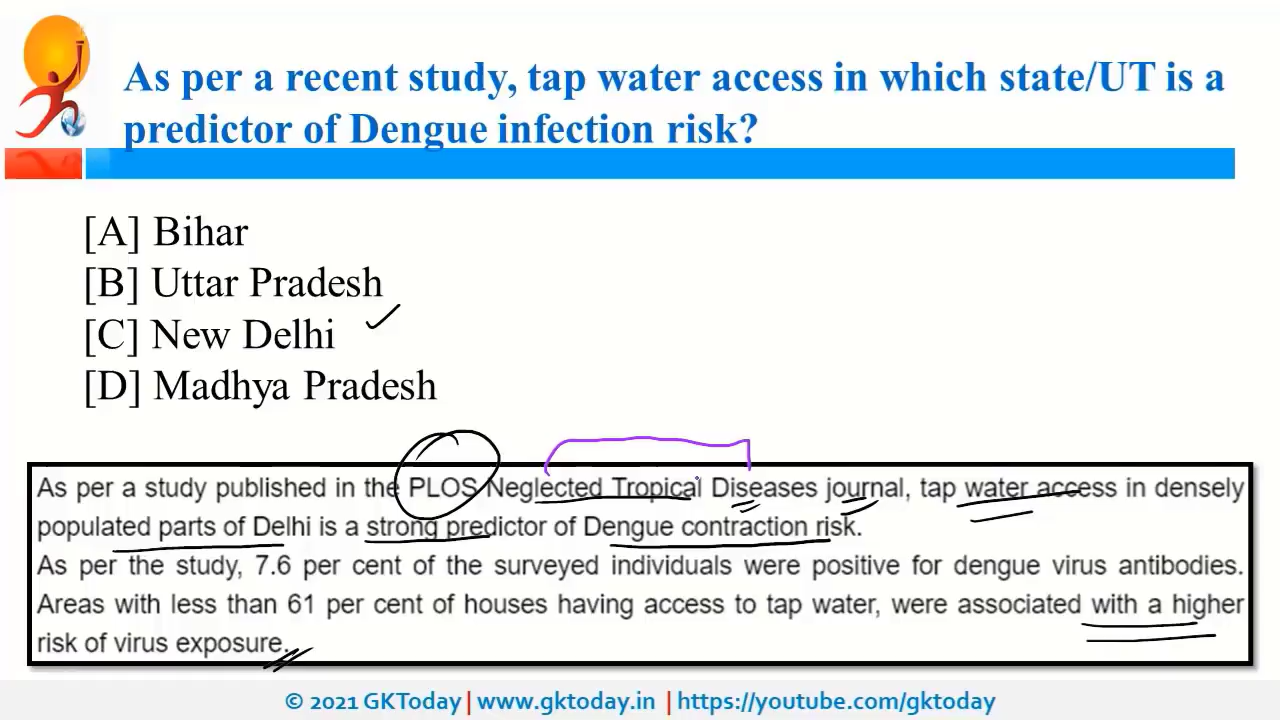 As per a recent study, tap water access in which state/UT is a
predictor of Dengue infection risk?
[A] Bihar
[B] Uttar Pradesh
[C] New Delhi
[D] Madhya Pradesh
As per a study published in the PLOS Neglected Tropical Diseases journal, tap water access in densely
populated parts of Delhi is a strong predictor of Dengue contraction risk.
As per the study, 7.6 per cent of the surveyed individuals were positive for dengue virus antibodies.
Areas with less than 61 per cent of houses having access to tap water, were associated with a higher
risk of virus exposure.
© 2021 GKToday | www.gktoday.in | https://youtube.com/gktoday